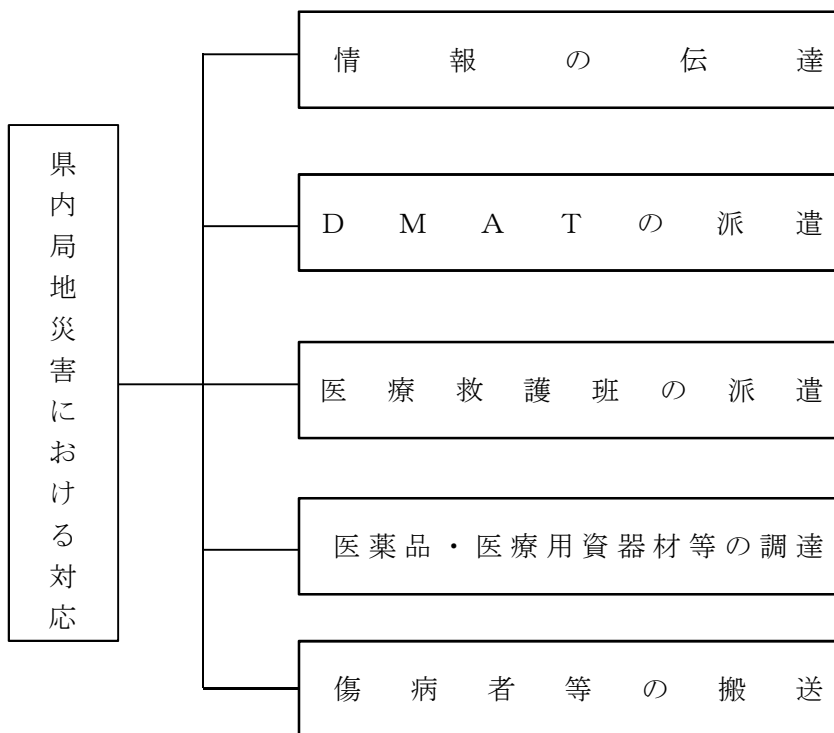 県内局地災害における対応
情報の伝達
ＤＭＡＴの派遣
医療救護班の派遣
医薬品・医療用資器材等の調達
傷病者等の搬送